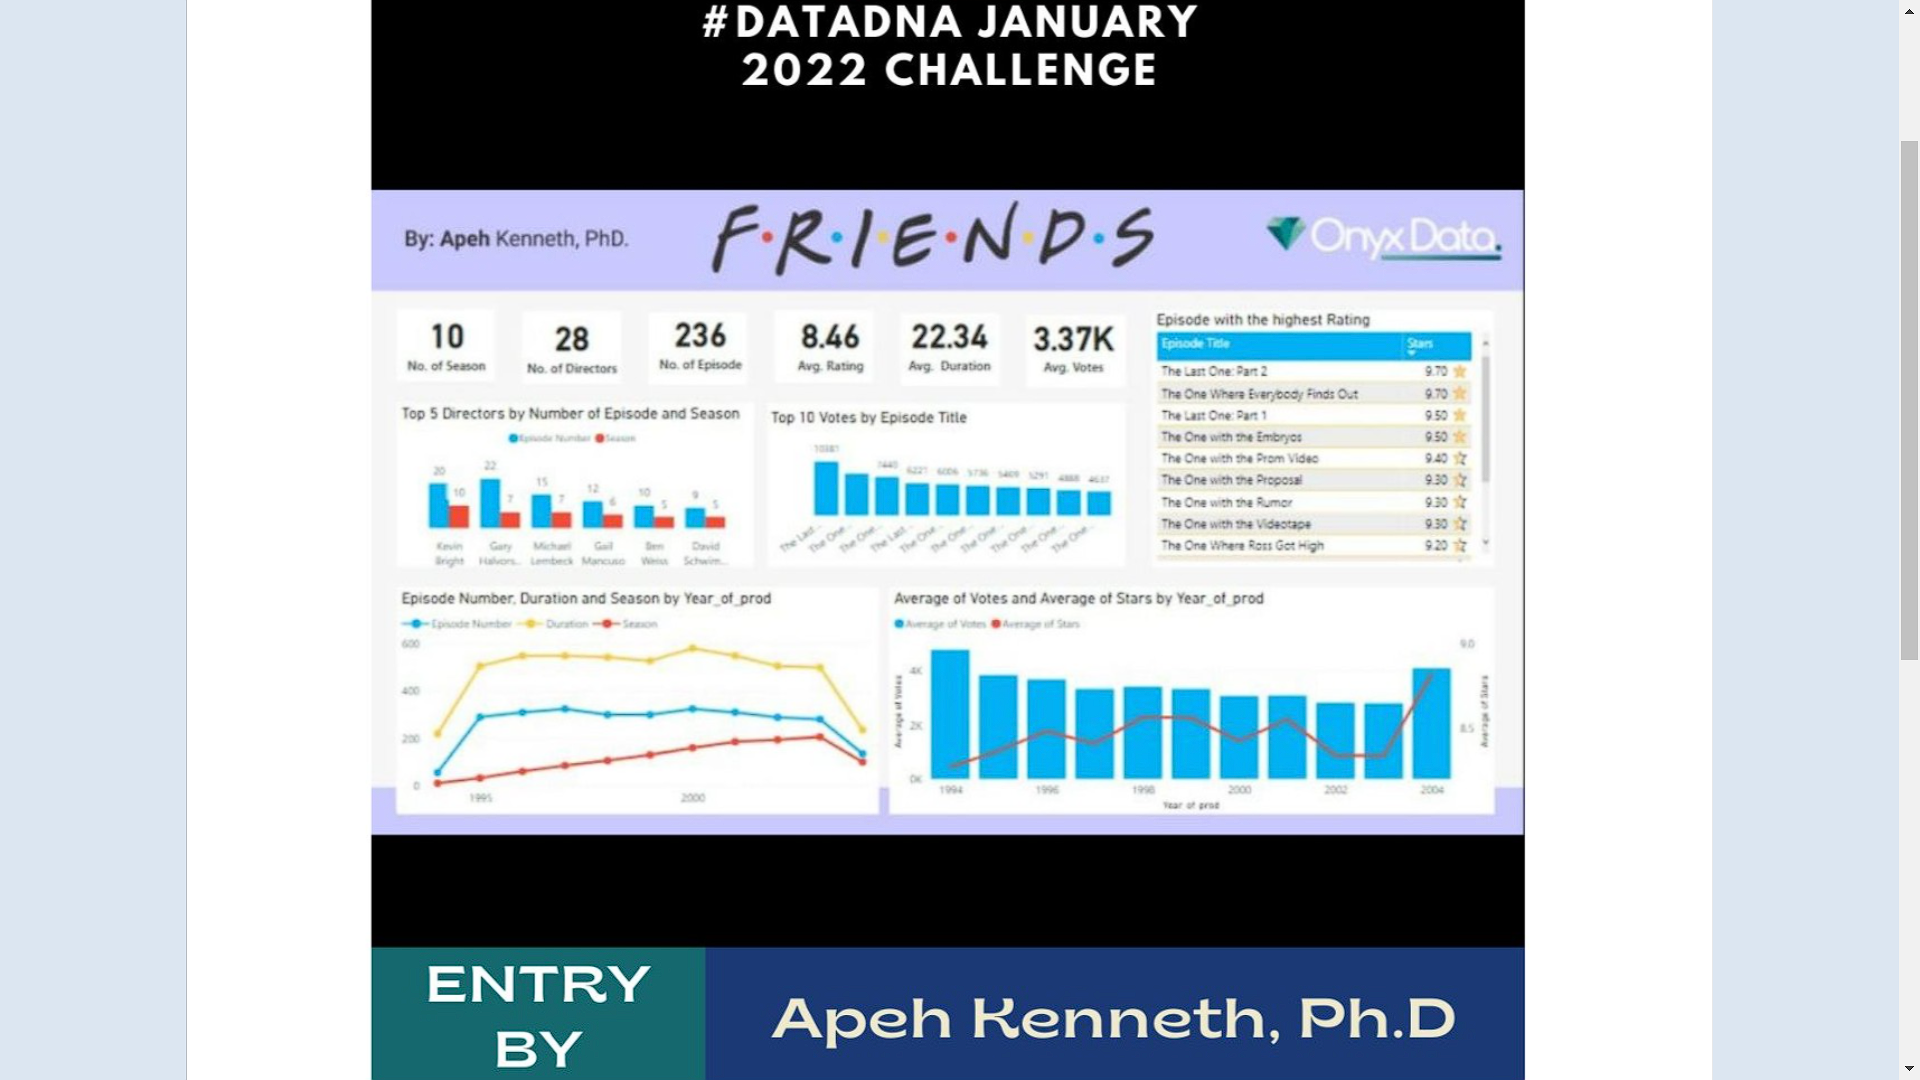 #DATADNA JANUARY
2022 CHALLENGE
By: Apeh Kenneth, PhD.
F·R·I·E·N·D·S
Onyx Data.
10
No. of Season
28
No. of Directors
236
No. of Episode
8.46
Avg. Rating
22.34
Avg. Duration
3.37K
Avg. Votes
Episode with the highest Rating
Episode Title Stars
The Last One: Part 2 9.70
The One Where Everybody Finds Out 9.70
The Last One: Part 1 9.50
The One with the Embryos 9.50
The One with the Prom Video 9.40
The One with the Proposal 9.30
The One with the Rumor 9.30
The One with the Videotape 9.30
The One Where Ross Got High 9.20
Top 5 Directors by Number of Episode and Season
Episode Number Season
20 10 22 7 15 7 12 6 10 5 9 5
Kevin Gary Michael Gail Ben David
Bright Halvors... Lembeck Mancuso Weiss Schwim...
Top 10 Votes by Episode Title
10381 7440 6221 6006 5736 5469 5291 4888 4637
The Last... The One... The One... The Last... The One... The One... The One... The One... The One... The One...
Episode Number, Duration and Season by Year_of_prod
Episode Number Duration Season
600
400
200
0
1995 2000
Average of Votes and Average of Stars by Year_of_prod
Average of Votes Average of Stars
Average of Votes
4K
2K
0K
9.0
8.5
Average of Stars
1994 1996 1998 2000 2002 2004
Year of prod
ENTRY
BY
Apeh Kenneth, Ph.D